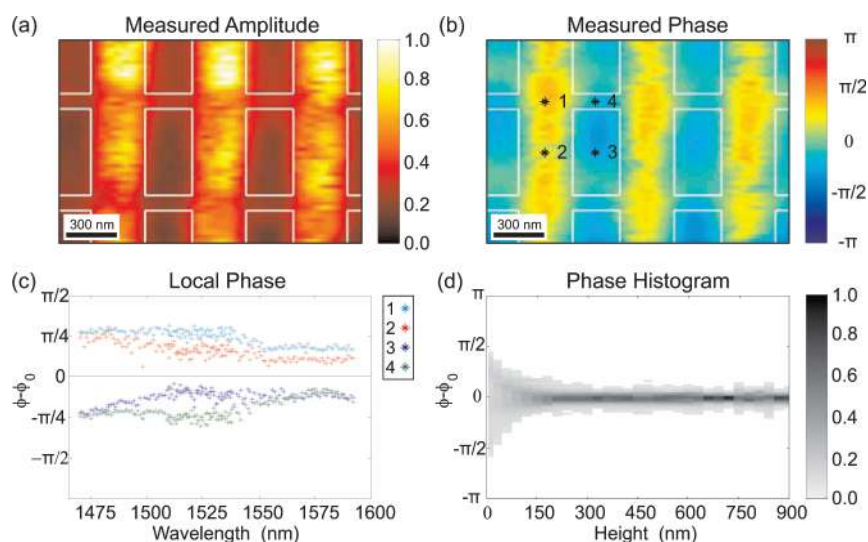 (a) Measured Amplitude
1.0
0.8
0.6
0.4
0.2
0.0
300 nm
(b) Measured Phase
1 4
2 3
300 nm
π
π/2
0
-π/2
-π
(c) Local Phase
π/2
π/4
0
-π/4
−π/2
ϕ-ϕ0
1
2
3
4
1475 1500 1525 1550 1575 1600
Wavelength (nm)
(d) Phase Histogram
π
π/2
0
-π/2
-π
ϕ-ϕ0
0 150 300 450 600 750 900
Height (nm)
1.0
0.8
0.6
0.4
0.2
0.0